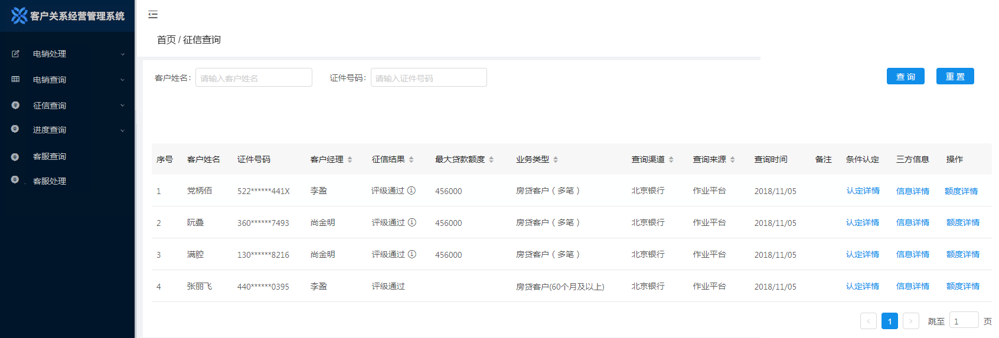 客户关系经营管理系统
电销处理
电销查询
征信查询
进度查询
客服查询
客服处理
首页 / 征信查询
客户姓名: 请输入客户姓名 证件号码: 请输入证件号码 查 询 重 置
序号 客户姓名 证件号码 客户经理 征信结果 最大贷款额度 业务类型 查询渠道 查询来源 查询时间 备注 条件认定 三方信息 操作
1 党柄佰 522******441X 李盈 评级通过 456000 房贷客户（多笔） 北京银行 作业平台 2018/11/05 认定详情 信息详情 额度详情
2 阮叠 360******7493 尚金明 评级通过 456000 房贷客户（多笔） 北京银行 作业平台 2018/11/05 认定详情 信息详情 额度详情
3 满腔 130******8216 尚金明 评级通过 456000 房贷客户（多笔） 北京银行 作业平台 2018/11/05 认定详情 信息详情 额度详情
4 张丽飞 440******0395 李盈 评级通过 房贷客户(60个月及以上) 北京银行 作业平台 2018/11/05 认定详情 信息详情 额度详情
< 1 > 跳至 1 页